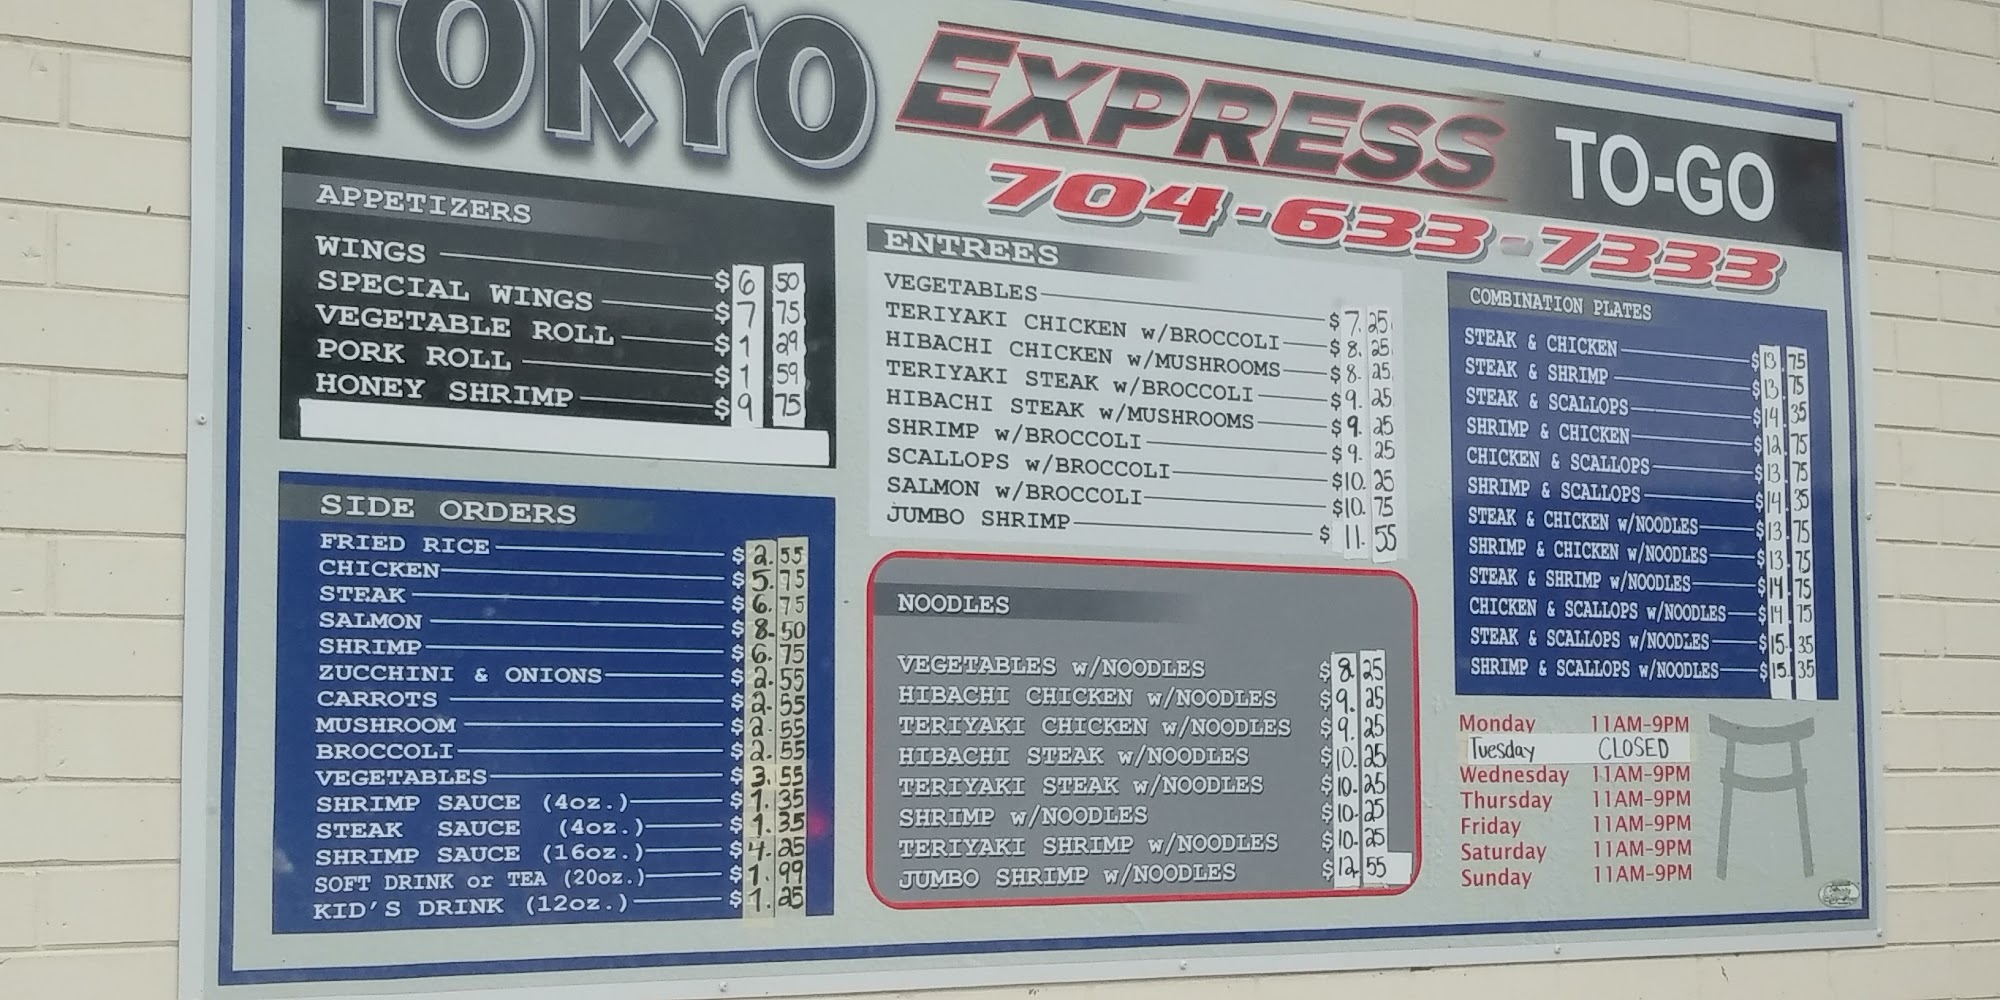 TOKYO EXPRESS TO-GO
704-633-7333
APPETIZERS
WINGS $6 50
SPECIAL WINGS $7 75
VEGETABLE ROLL $1 29
PORK ROLL $1 59
HONEY SHRIMP $9 75
SIDE ORDERS
FRIED RICE $2.55
CHICKEN $5.75
STEAK $6.75
SALMON $8.50
SHRIMP $6.75
ZUCCHINI & ONIONS $2.55
CARROTS $2.55
MUSHROOM $2.55
BROCCOLI $2.55
VEGETABLES $3.55
SHRIMP SAUCE (4oz.) $1.35
STEAK SAUCE (4oz.) $1.35
SHRIMP SAUCE (16oz.) $4.25
SOFT DRINK or TEA (20oz.) $1.99
KID'S DRINK (12oz.) $1.25
ENTREES
VEGETABLES $7.25
TERIYAKI CHICKEN w/BROCCOLI $8.25
HIBACHI CHICKEN w/MUSHROOMS $8.25
TERIYAKI STEAK w/BROCCOLI $9.25
HIBACHI STEAK w/MUSHROOMS $9.25
SHRIMP w/BROCCOLI $9.25
SCALLOPS w/BROCCOLI $10.25
SALMON w/BROCCOLI $10.75
JUMBO SHRIMP $11.55
NOODLES
VEGETABLES w/NOODLES $8.25
HIBACHI CHICKEN w/NOODLES $9.25
TERIYAKI CHICKEN w/NOODLES $9.25
HIBACHI STEAK w/NOODLES $10.25
TERIYAKI STEAK w/NOODLES $10.25
SHRIMP w/NOODLES $10.25
TERIYAKI SHRIMP w/NOODLES $10.25
JUMBO SHRIMP w/NOODLES $12.55
COMBINATION PLATES
STEAK & CHICKEN $13.75
STEAK & SHRIMP $13.75
STEAK & SCALLOPS $14.35
SHRIMP & CHICKEN $12.75
CHICKEN & SCALLOPS $13.75
SHRIMP & SCALLOPS $14.35
STEAK & CHICKEN w/NOODLES $13.75
SHRIMP & CHICKEN w/NOODLES $13.75
STEAK & SHRIMP w/NOODLES $14.75
CHICKEN & SCALLOPS w/NOODLES $14.75
STEAK & SCALLOPS w/NOODLES $15.35
SHRIMP & SCALLOPS w/NOODLES $15.35
Monday 11AM-9PM
Tuesday CLOSED
Wednesday 11AM-9PM
Thursday 11AM-9PM
Friday 11AM-9PM
Saturday 11AM-9PM
Sunday 11AM-9PM